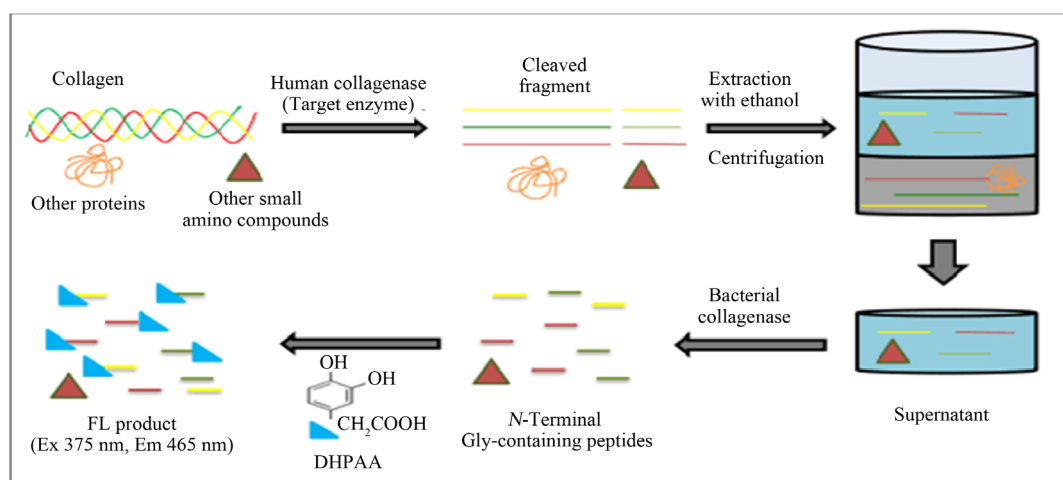 Collagen
Other proteins
Other small
amino compounds
Human collagenase
(Target enzyme)
Cleaved
fragment
Extraction
with ethanol
Centrifugation
Supernatant
Bacterial
collagenase
N-Terminal
Gly-containing peptides
OH
OH
CH₂COOH
DHPAA
FL product
(Ex 375 nm, Em 465 nm)